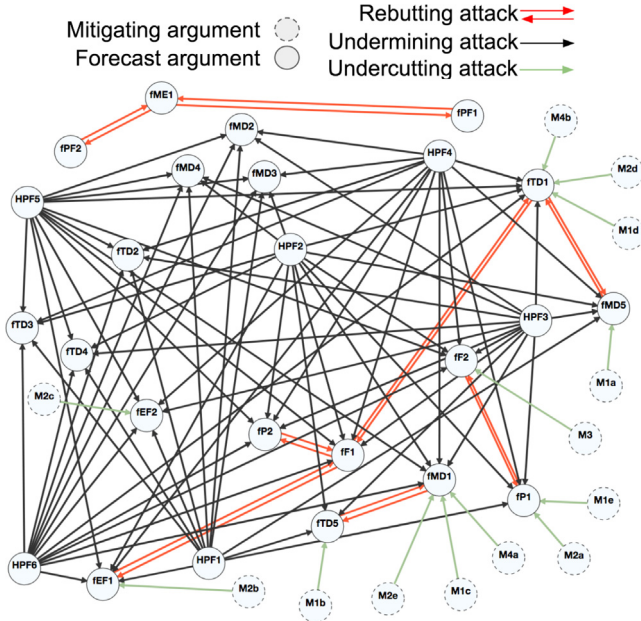 Rebutting attack
Mitigating argument
Undermining attack
Forecast argument
Undercutting attack
fME1
fPF1
fPF2
fMD2
M4b
HPF4
fMD4
fMD3
M2d
fTD1
HPF5
M1d
fTD2
HPF2
fMD5
HPF3
fTD3
fTD4
fF2
M1a
M2c
fEF2
fP2
M3
fF1
fMD1
fP1
M1e
fTD5
M4a
M2a
HPF6
HPF1
fEF1
M2b
M1b
M2e
M1c